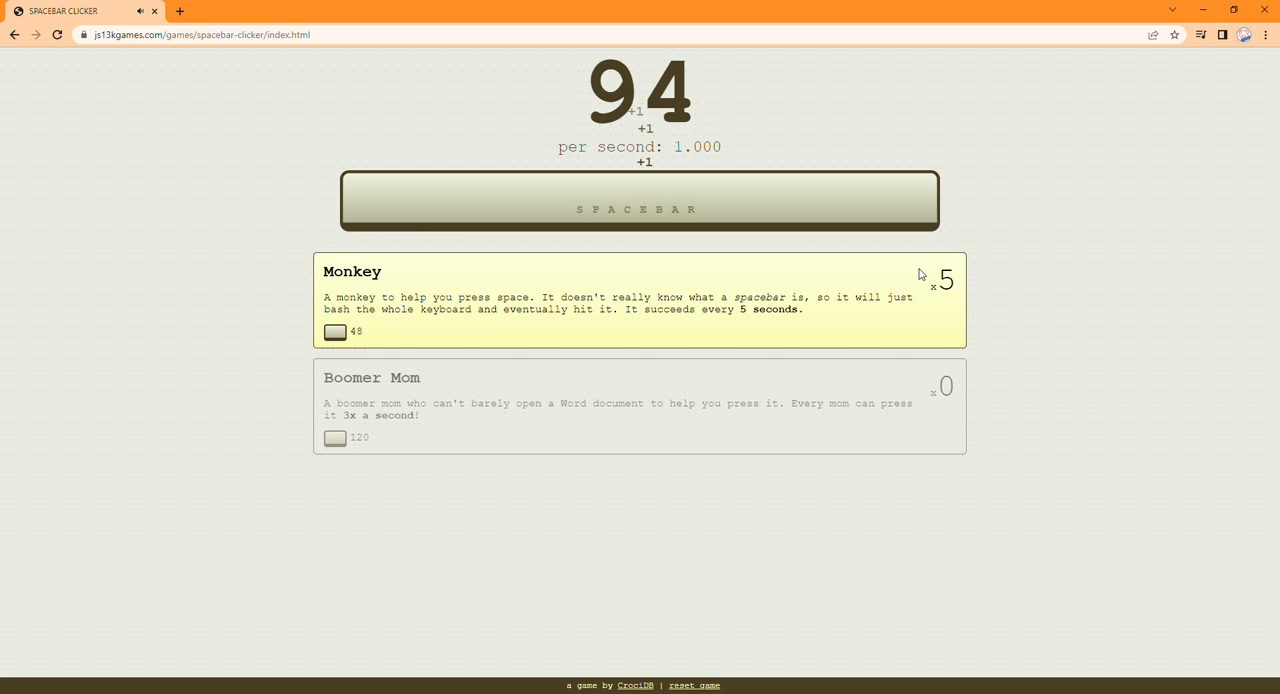 SPACEBAR CLICKER
js13kgames.com/games/spacebar-clicker/index.html
94
+1
+1
per second: 1.000
+1
SPACEBAR
Monkey
x5
A monkey to help you press space. It doesn't really know what a spacebar is, so it will just
bash the whole keyboard and eventually hit it. It succeeds every 5 seconds.
48
Boomer Mom
x0
A boomer mom who can't barely open a Word document to help you press it. Every mom can press
it 3x a second!
120
a game by CrociDB | reset game